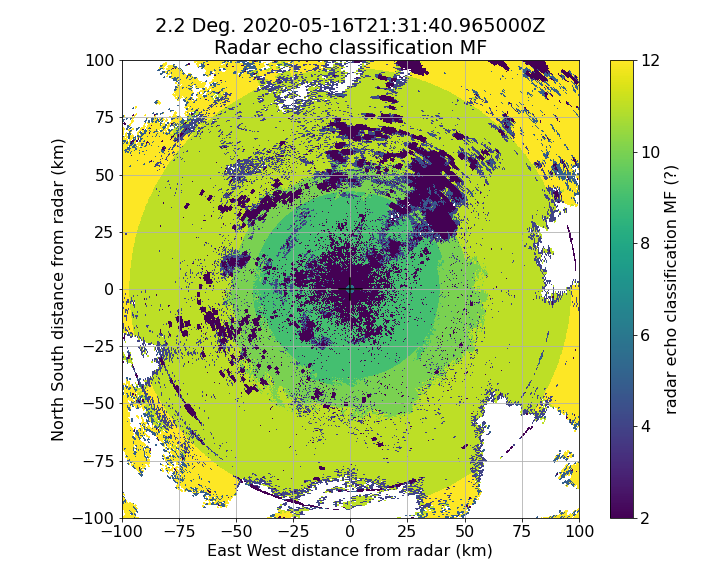 2.2 Deg. 2020-05-16T21:31:40.965000Z
Radar echo classification MF
100
75
50
25
0
−25
−50
−75
−100
North South distance from radar (km)
−100 −75 −50 −25 0 25 50 75 100
East West distance from radar (km)
12
10
8
6
4
2
radar echo classification MF (?)